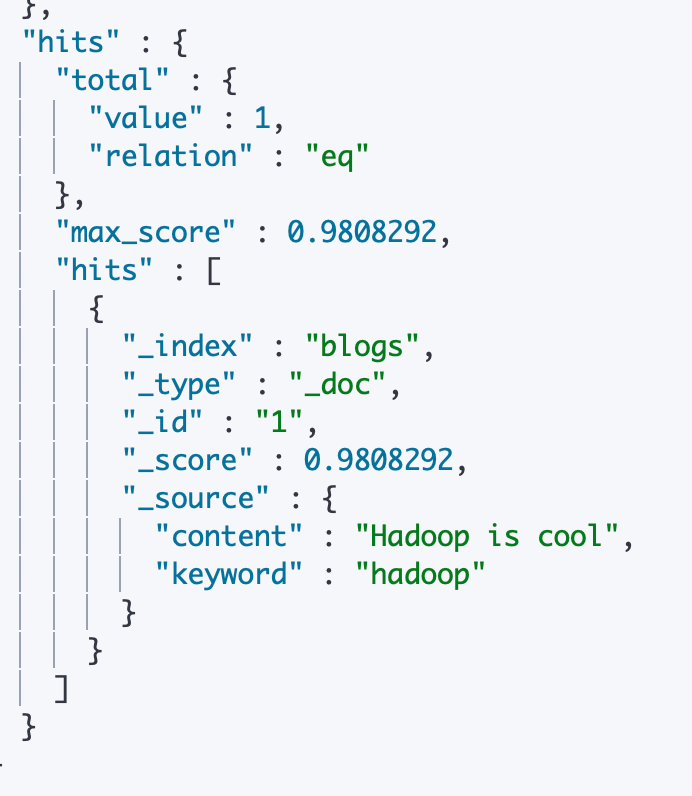 },
"hits" : {
"total" : {
"value" : 1,
"relation" : "eq"
},
"max_score" : 0.9808292,
"hits" : [
{
"_index" : "blogs",
"_type" : "_doc",
"_id" : "1",
"_score" : 0.9808292,
"_source" : {
"content" : "Hadoop is cool",
"keyword" : "hadoop"
}
}
]
}